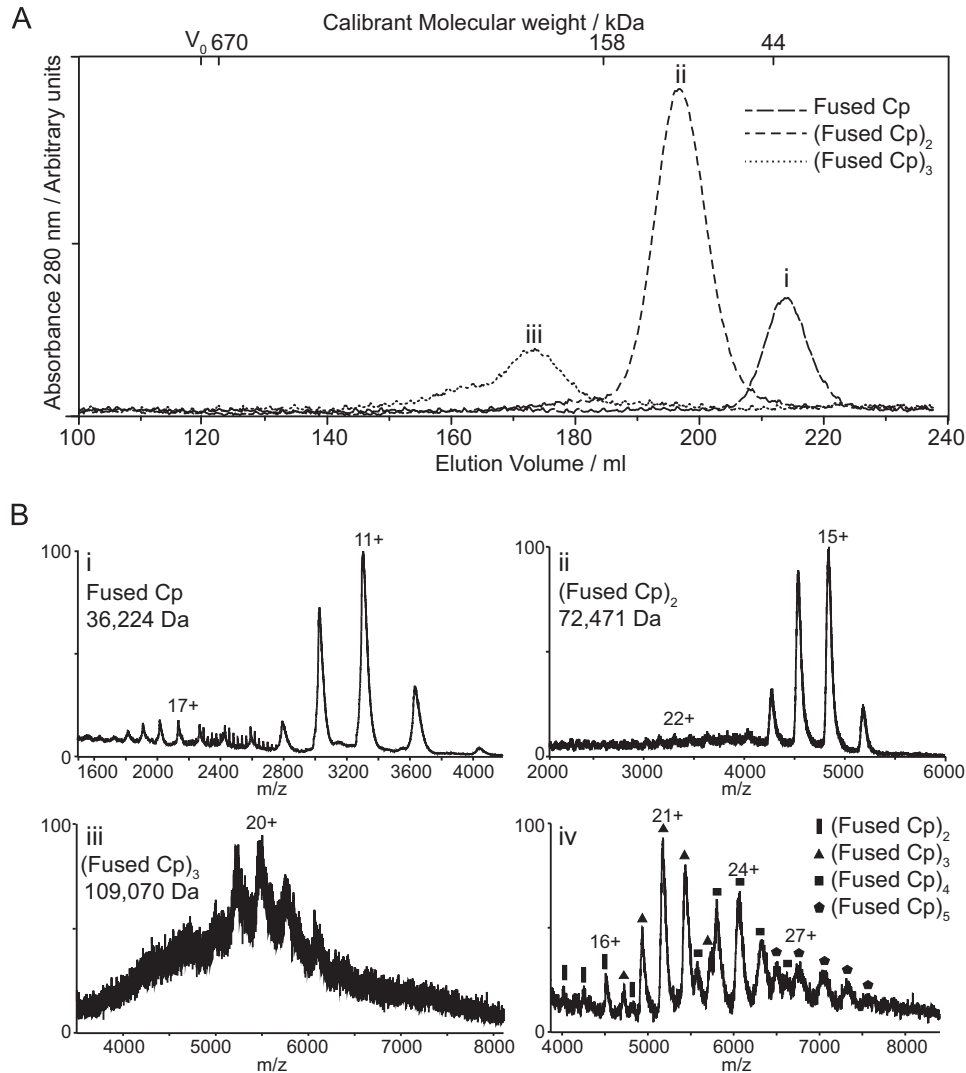 A
Calibrant Molecular weight / kDa
V0 670 158 44
Absorbance 280 nm / Arbitrary units
iii
ii
i
Fused Cp
(Fused Cp)2
(Fused Cp)3
100 120 140 160 180 200 220 240
Elution Volume / ml
B
100
i
Fused Cp
36,224 Da
17+
11+
0
1600 2000 2400 2800 3200 3600 4000
m/z
100
ii
(Fused Cp)2
72,471 Da
22+
15+
0
2000 3000 4000 5000 6000
m/z
100
iii
(Fused Cp)3
109,070 Da
20+
0
4000 5000 6000 7000 8000
m/z
100
iv
16+
21+
24+
27+
(Fused Cp)2
(Fused Cp)3
(Fused Cp)4
(Fused Cp)5
0
4000 5000 6000 7000 8000
m/z